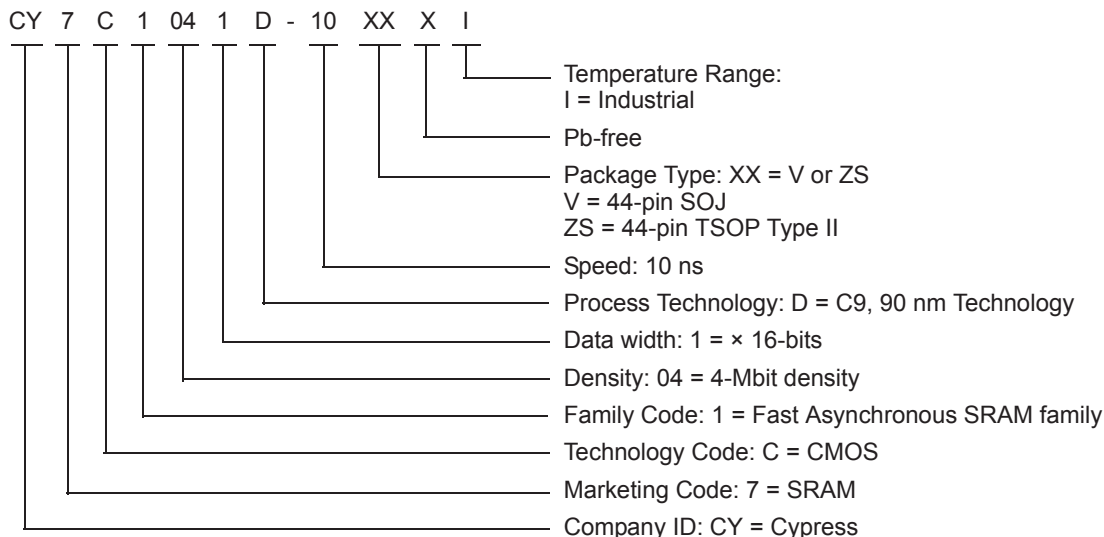 CY 7 C 1 04 1 D - 10 XX X I
Temperature Range:
I = Industrial
Pb-free
Package Type: XX = V or ZS
V = 44-pin SOJ
ZS = 44-pin TSOP Type II
Speed: 10 ns
Process Technology: D = C9, 90 nm Technology
Data width: 1 = × 16-bits
Density: 04 = 4-Mbit density
Family Code: 1 = Fast Asynchronous SRAM family
Technology Code: C = CMOS
Marketing Code: 7 = SRAM
Company ID: CY = Cypress